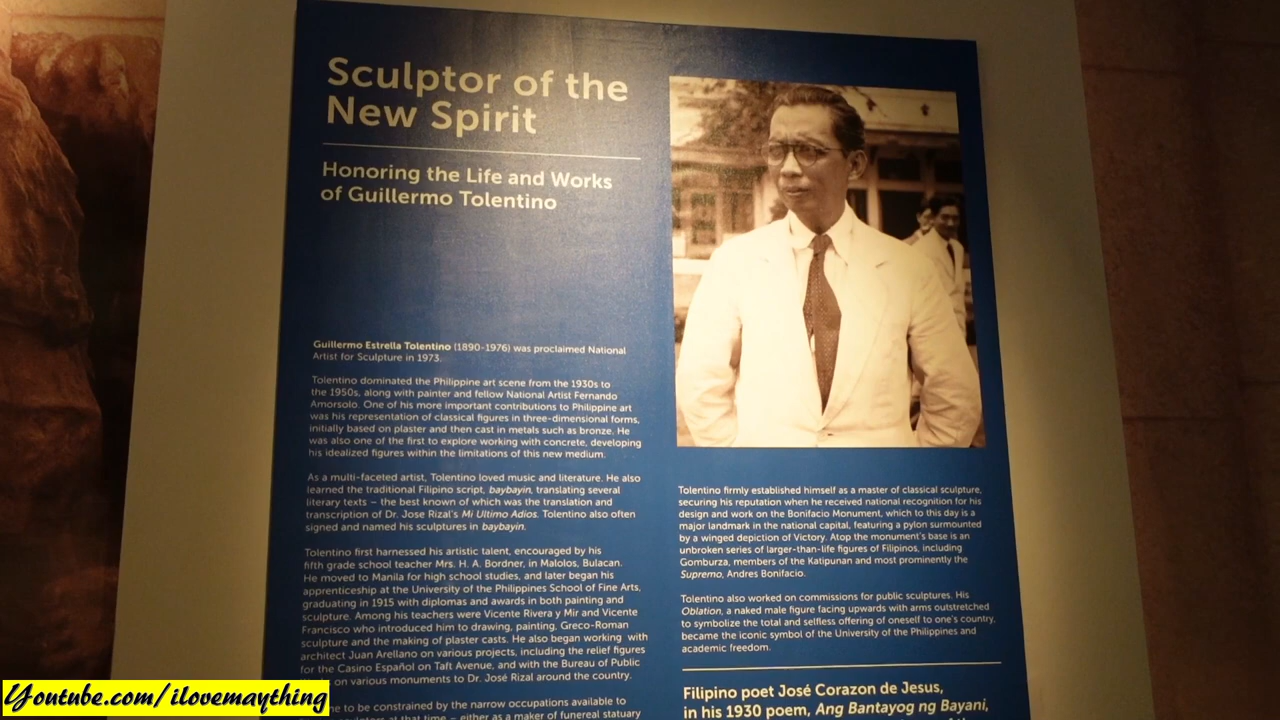 Sculptor of the
New Spirit
Honoring the Life and Works
of Guillermo Tolentino
Guillermo Estrella Tolentino (1890-1976) was proclaimed National
Artist for Sculpture in 1973.
Tolentino dominated the Philippine art scene from the 1930s to
the 1950s, along with painter and fellow National Artist Fernando
Amorsolo. One of his more important contributions to Philippine art
was his representation of classical figures in three-dimensional forms,
initially based on plaster and then cast in metals such as bronze. He
was also one of the first to explore working with concrete, developing
his idealized figures within the limitations of this new medium.
As a multi-faceted artist, Tolentino loved music and literature. He also
learned the traditional Filipino script, baybayin, translating several
literary texts – the best known of which was the translation and
transcription of Dr. Jose Rizal's Mi Ultimo Adios. Tolentino also often
signed and named his sculptures in baybayin.
Tolentino first harnessed his artistic talent, encouraged by his
fifth grade school teacher Mrs. H. A. Bordner, in Malolos, Bulacan.
He moved to Manila for high school studies, and later began his
apprenticeship at the University of the Philippines School of Fine Arts,
graduating in 1915 with diplomas and awards in both painting and
sculpture. Among his teachers were Vicente Rivera y Mir and Vicente
Francisco who introduced him to drawing, painting, Greco-Roman
sculpture and the making of plaster casts. He also began working with
architect Juan Arellano on various projects, including the relief figures
for the Casino Español on Taft Avenue, and with the Bureau of Public
on various monuments to Dr. José Rizal around the country.
to be constrained by the narrow occupations available to
sculptors at that time – either as a maker of funereal statuary
Tolentino firmly established himself as a master of classical sculpture,
securing his reputation when he received national recognition for his
design and work on the Bonifacio Monument, which to this day is a
major landmark in the national capital, featuring a pylon surmounted
by a winged depiction of Victory. Atop the monument's base is an
unbroken series of larger-than-life figures of Filipinos, including
Gomburza, members of the Katipunan and most prominently the
Supremo, Andres Bonifacio.
Tolentino also worked on commissions for public sculptures. His
Oblation, a naked male figure facing upwards with arms outstretched
to symbolize the total and selfless offering of oneself to one's country,
became the iconic symbol of the University of the Philippines and
academic freedom.
Filipino poet José Corazon de Jesus,
in his 1930 poem, Ang Bantayog ng Bayani,
Youtube.com/ilovemaything